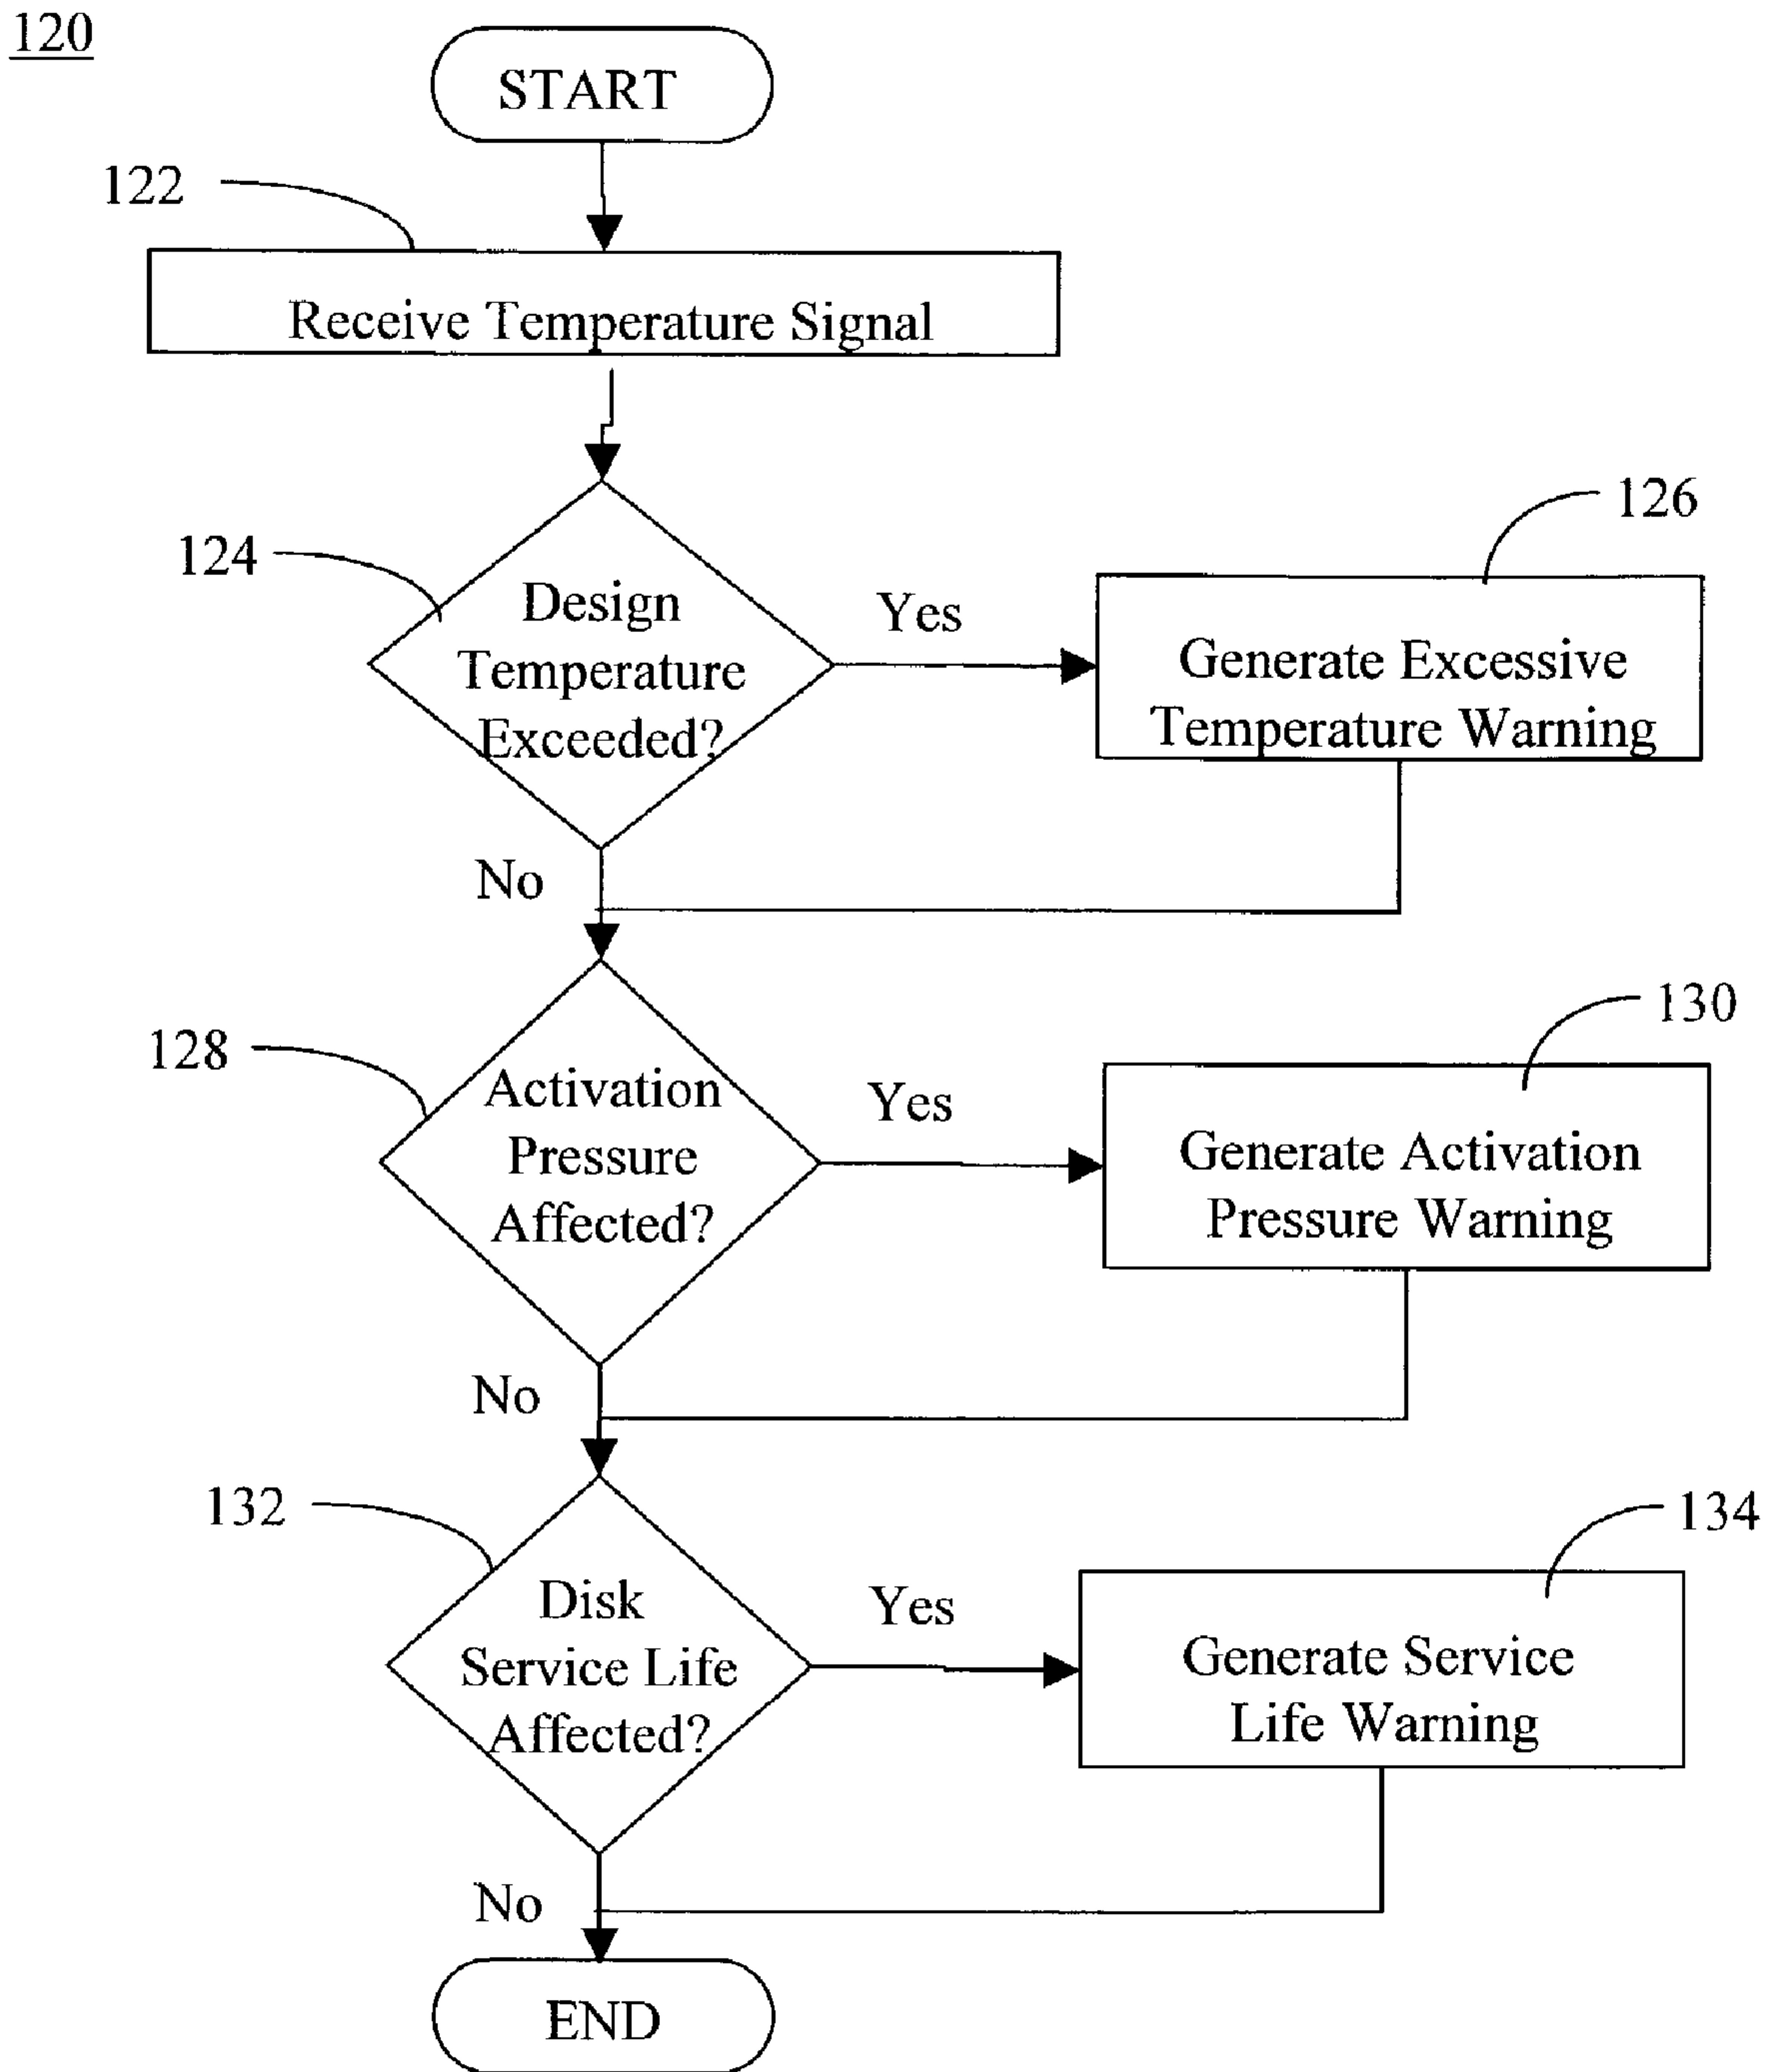 120
START
122
Receive Temperature Signal
124
Design
Temperature
Exceeded?
Yes
126
Generate Excessive
Temperature Warning
No
128
Activation
Pressure
Affected?
Yes
130
Generate Activation
Pressure Warning
No
132
Disk
Service Life
Affected?
Yes
134
Generate Service
Life Warning
No
END